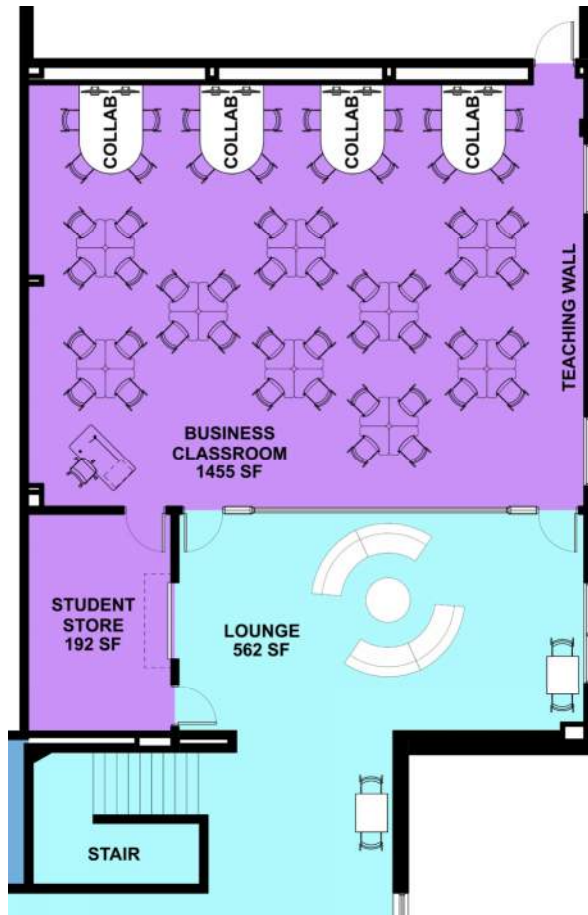 COLLAB
COLLAB
COLLAB
COLLAB
TEACHING WALL
BUSINESS
CLASSROOM
1455 SF
STUDENT
STORE
192 SF
LOUNGE
562 SF
STAIR